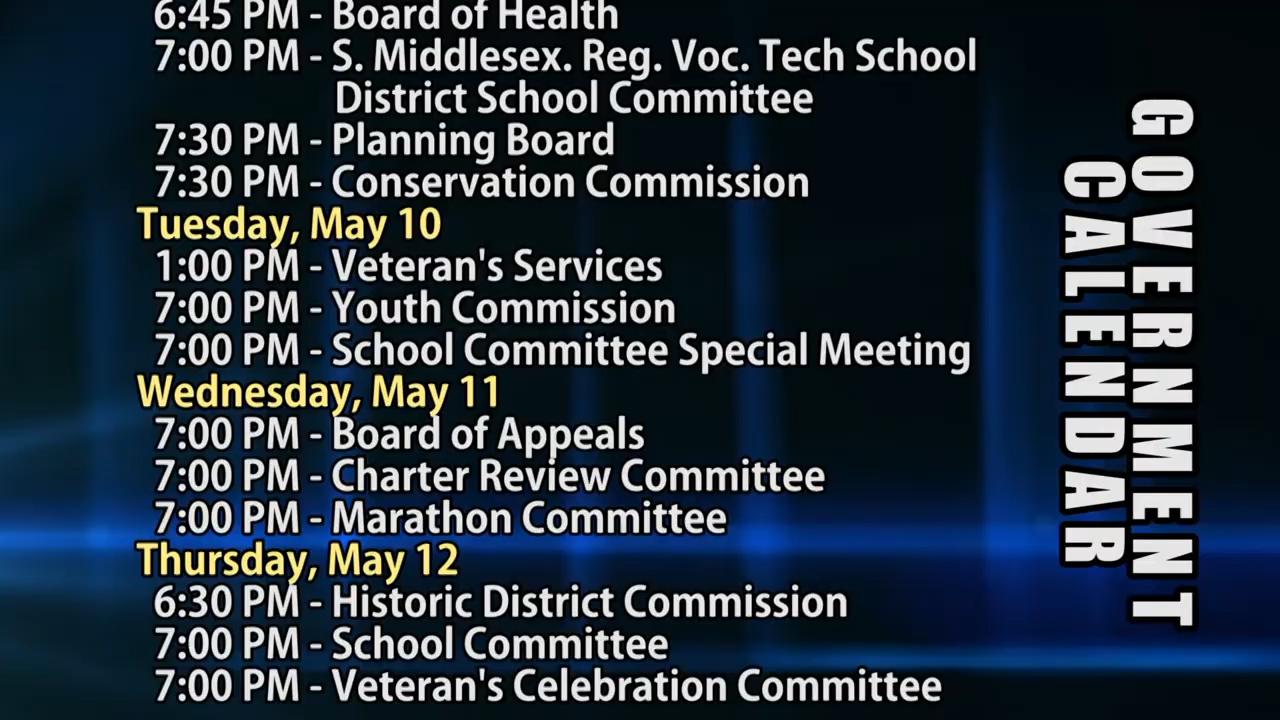 6:45 PM - Board of Health
7:00 PM - S. Middlesex. Reg. Voc. Tech School
District School Committee
7:30 PM - Planning Board
7:30 PM - Conservation Commission
Tuesday, May 10
1:00 PM - Veteran's Services
7:00 PM - Youth Commission
7:00 PM - School Committee Special Meeting
Wednesday, May 11
7:00 PM - Board of Appeals
7:00 PM - Charter Review Committee
7:00 PM - Marathon Committee
Thursday, May 12
6:30 PM - Historic District Commission
7:00 PM - School Committee
7:00 PM - Veteran's Celebration Committee
GOVERNMENT
CALENDAR